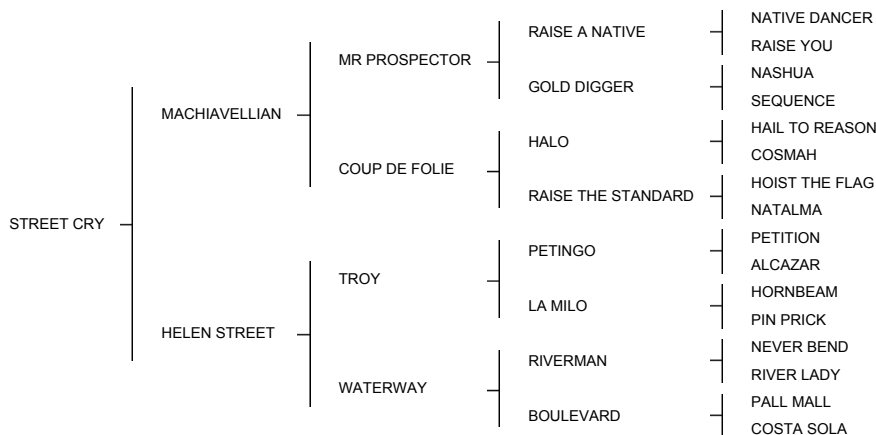 STREET CRY
MACHIAVELLIAN
HELEN STREET
MR PROSPECTOR
COUP DE FOLIE
TROY
WATERWAY
RAISE A NATIVE
GOLD DIGGER
HALO
RAISE THE STANDARD
PETINGO
LA MILO
RIVERMAN
BOULEVARD
NATIVE DANCER
RAISE YOU
NASHUA
SEQUENCE
HAIL TO REASON
COSMAH
HOIST THE FLAG
NATALMA
PETITION
ALCAZAR
HORNBEAM
PIN PRICK
NEVER BEND
RIVER LADY
PALL MALL
COSTA SOLA